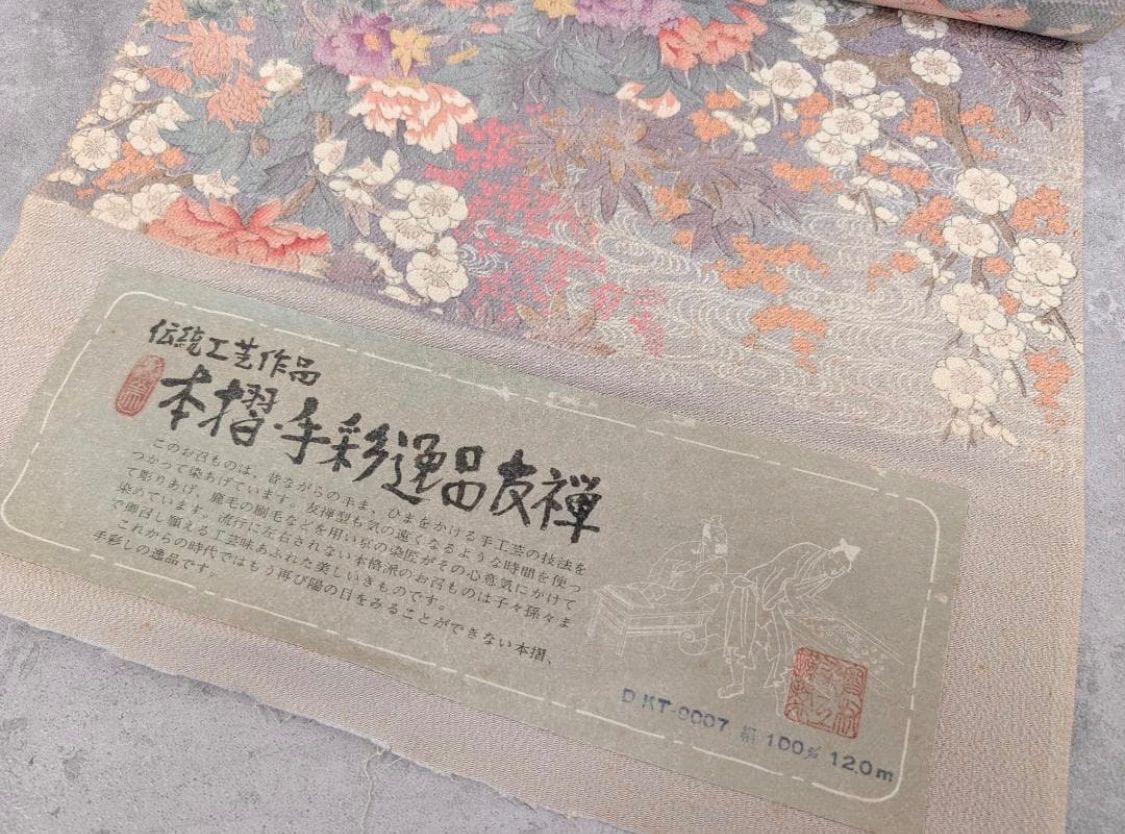 伝統工芸作品
本摺・手彩逸品友禅
このお召ものは、昔ながらの手ま、ひまをかける手工芸の技法を
つかって染あげています。友禅型も気の遠くなるような時間を使っ
て彫りあげ、鹿毛の刷毛などを用い京の染匠がその心意気にかけて
染めています。流行に左右されない本格派のお召ものは子々孫々ま
で御召し願える工芸味あふれた美しいきものです。
これからの時代ではもう再び陽の日をみることができない本摺、
手彩しの逸品です。
D KT-0007 絹 100% 12.0m